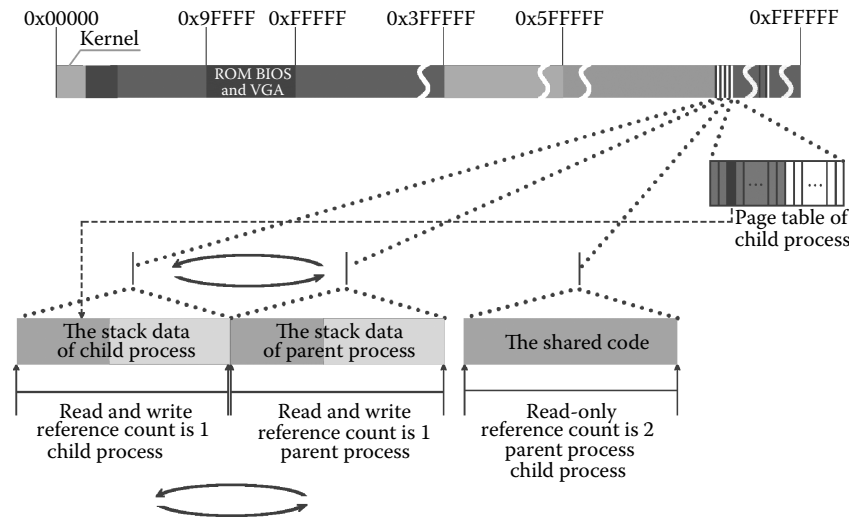 0x00000 0x9FFFF 0xFFFFF 0x3FFFFF 0x5FFFFF 0xFFFFFF
Kernel
ROM BIOS
and VGA
... ...
Page table of
child process
The stack data
of child process
The stack data
of parent process
The shared code
Read and write
reference count is 1
child process
Read and write
reference count is 1
parent process
Read-only
reference count is 2
parent process
child process